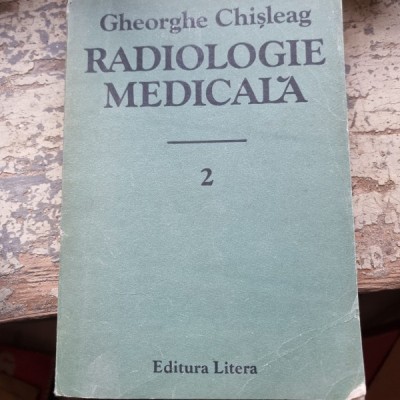 Gheorghe Chișleag
RADIOLOGIE
MEDICALĂ
2
Editura Litera